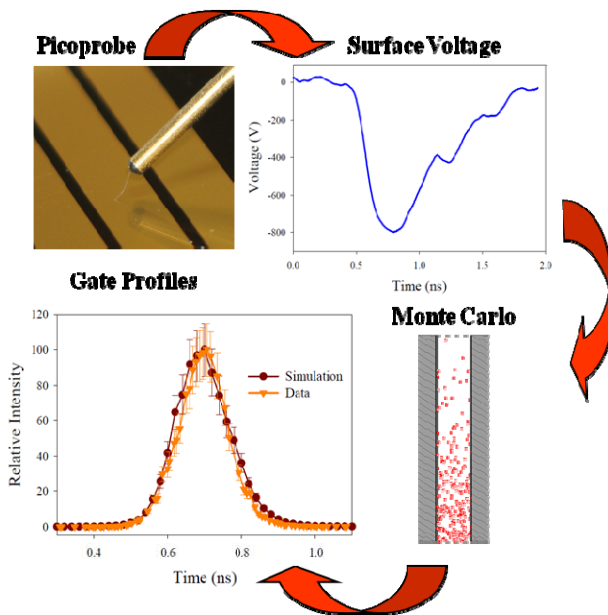 Picoprobe
Surface Voltage
0
-200
-400
-600
-800
Voltage (V)
0.0 0.5 1.0 1.5 2.0
Time (ns)
Gate Profiles
120
100
80
60
40
20
0
Relative Intensity
Simulation
Data
0.4 0.6 0.8 1.0
Time (ns)
Monte Carlo